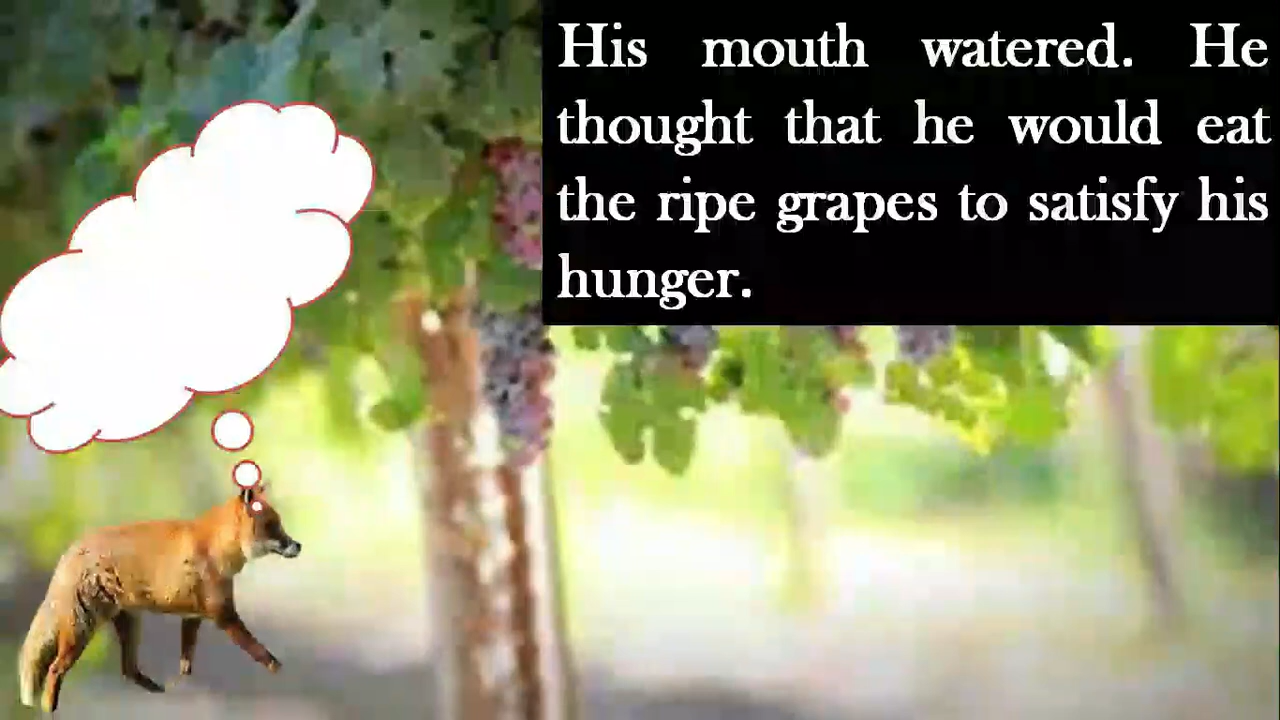 His mouth watered. He
thought that he would eat
the ripe grapes to satisfy his
hunger.